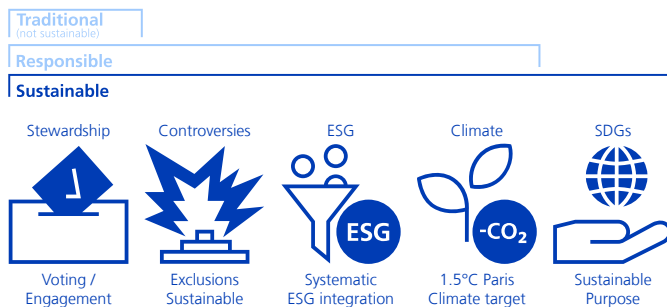 Traditional
(not sustainable)
Responsible
Sustainable
Stewardship
Controversies
ESG
Climate
SDGs
ESG
-CO₂
Voting /
Engagement
Exclusions
Sustainable
Systematic
ESG integration
1.5°C Paris
Climate target
Sustainable
Purpose